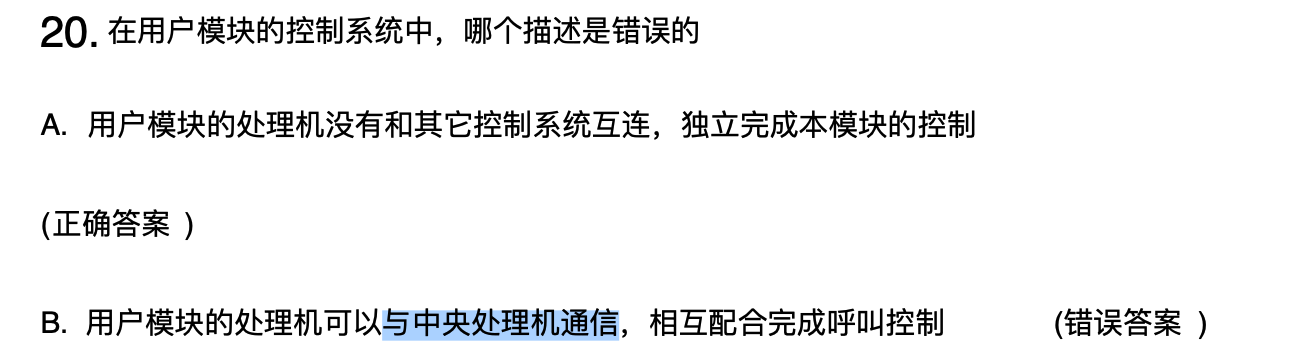 20. 在用户模块的控制系统中，哪个描述是错误的
A. 用户模块的处理机没有和其它控制系统互连，独立完成本模块的控制
(正确答案 )
B. 用户模块的处理机可以与中央处理机通信，相互配合完成呼叫控制 (错误答案 )